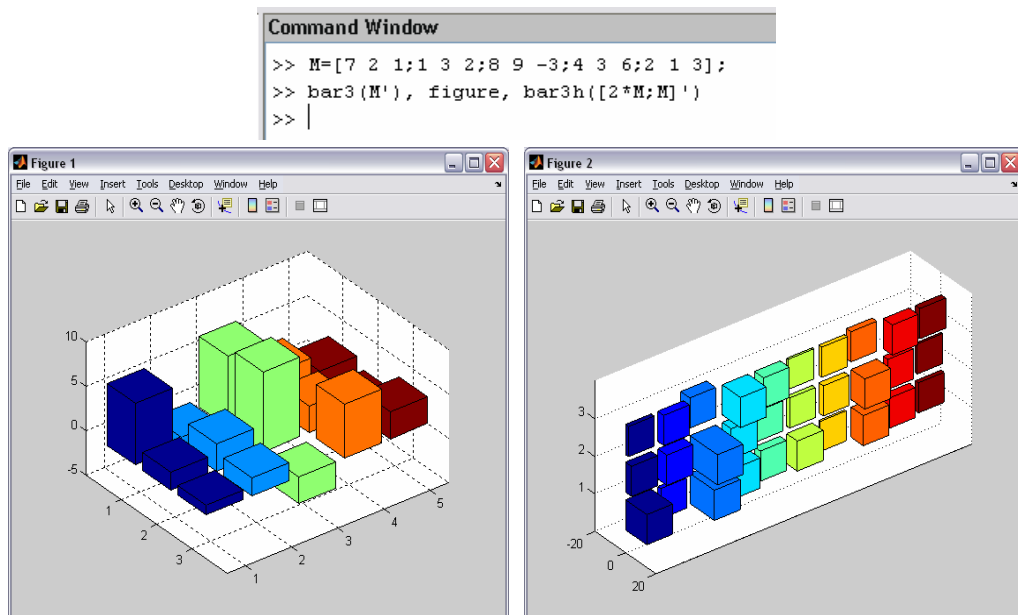 Command Window
>> M=[7 2 1;1 3 2;8 9 -3;4 3 6;2 1 3];
>> bar3(M'), figure, bar3h([2*M;M]')
>>
Figure 1
File Edit View Insert Tools Desktop Window Help
10
5
0
-5
1
2
3
1
2
3
4
5
Figure 2
File Edit View Insert Tools Desktop Window Help
3
2
1
-20
0
20